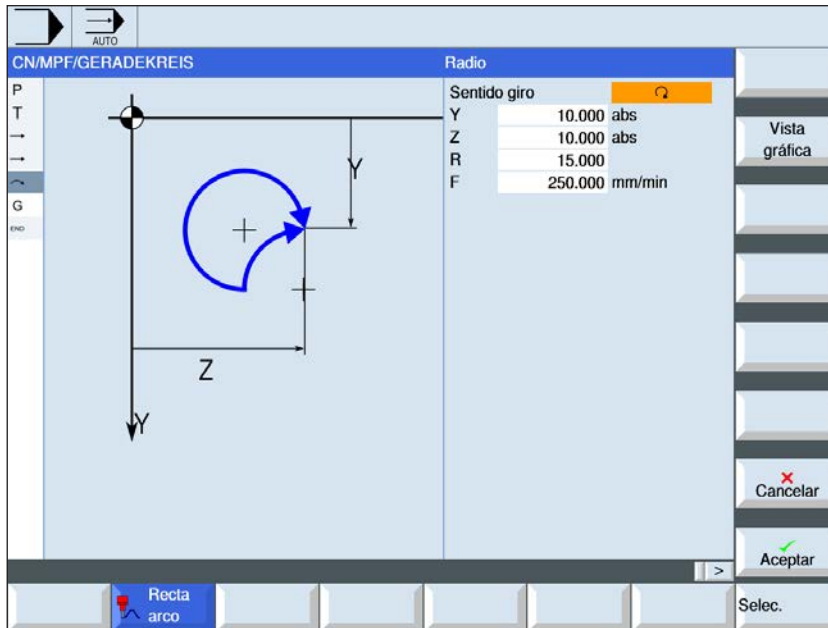 AUTO
CN/MPF/GERADEKREIS
Radio
P
T
G
END
Y
Z
Y
Sentido giro
Y 10.000 abs
Z 10.000 abs
R 15.000
F 250.000 mm/min
Vista
gráfica
Cancelar
Aceptar
>
Recta
arco
Selec.